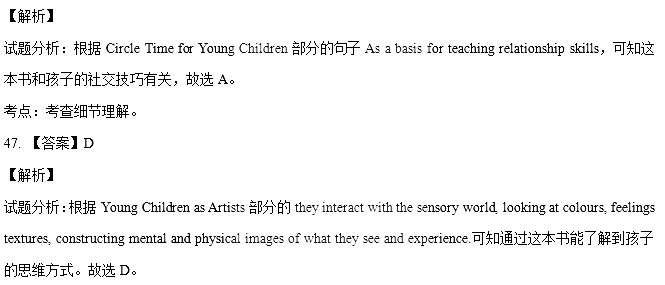 【解析】
试题分析：根据 Circle Time for Young Children 部分的句子 As a basis for teaching relationship skills，可知这
本书和孩子的社交技巧有关，故选 A。
考点：考查细节理解。
47. 【答案】D
【解析】
试题分析：根据 Young Children as Artists 部分的 they interact with the sensory world, looking at colours, feelings
textures, constructing mental and physical images of what they see and experience.可知通过这本书能了解到孩子
的思维方式。故选 D。